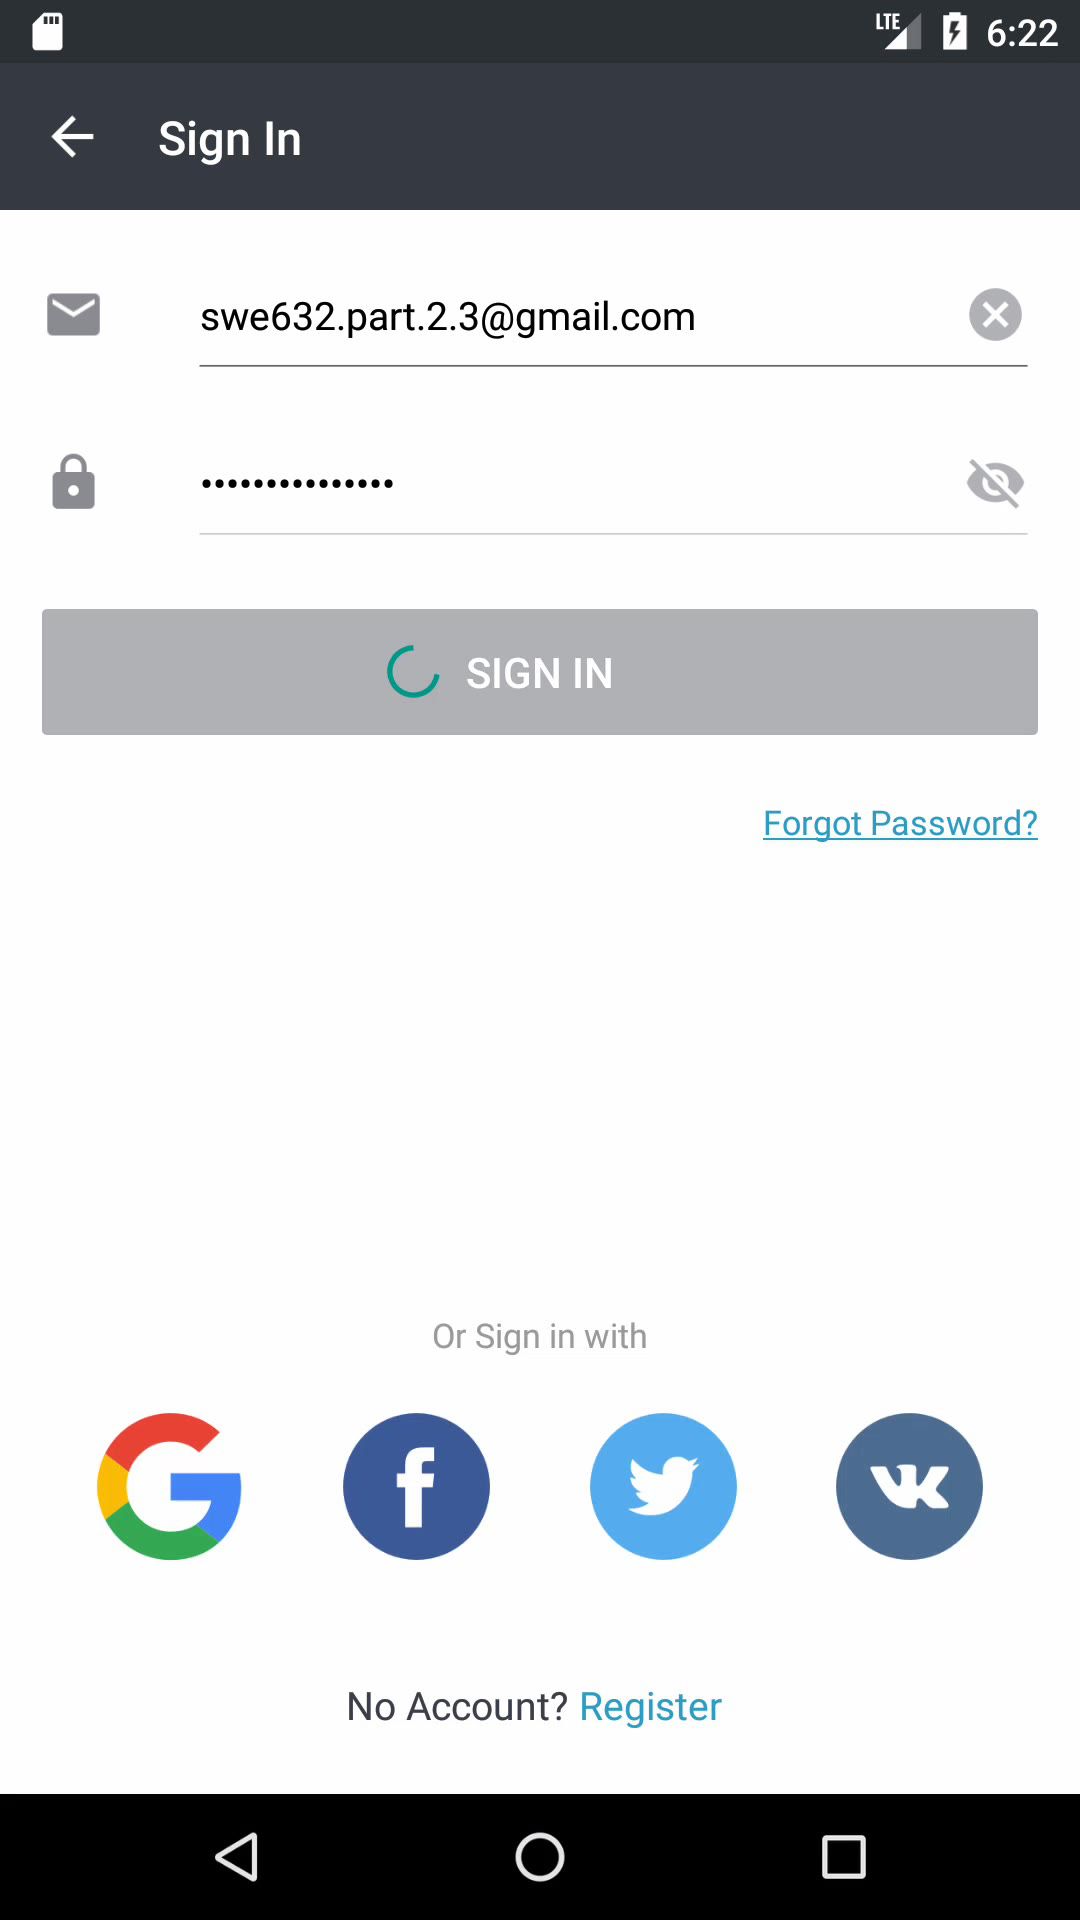 LTE 6:22
Sign In
swe632.part.2.3@gmail.com
•••••••••••••••
SIGN IN
Forgot Password?
Or Sign in with
No Account? Register